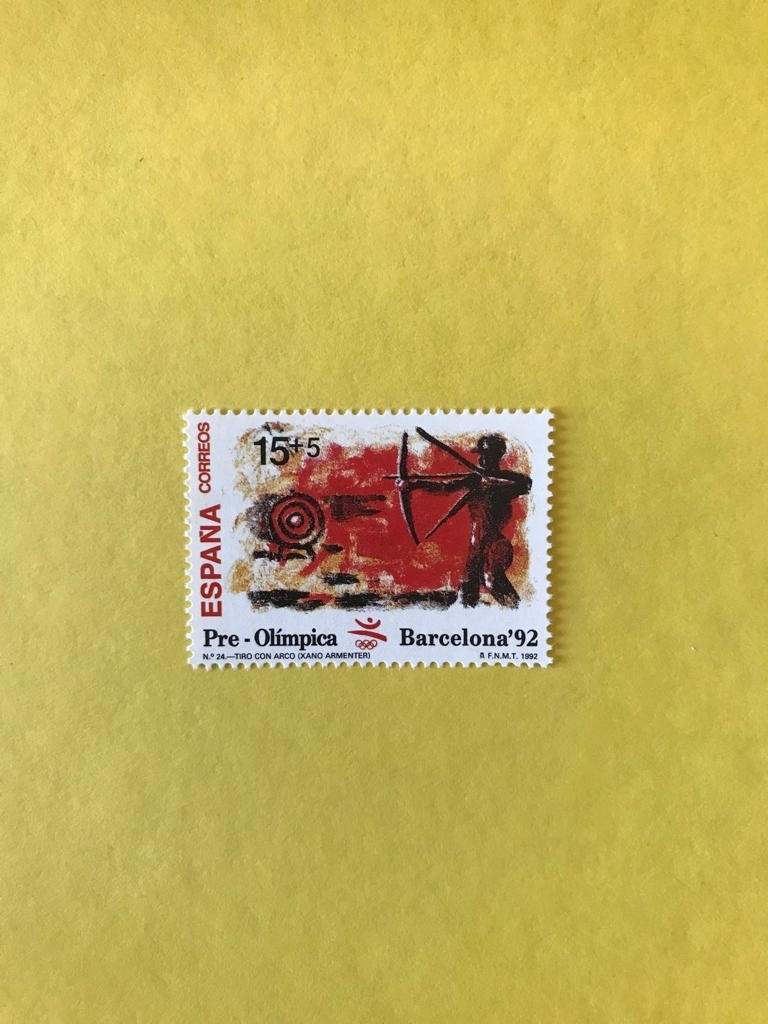 ESPAÑA CORREOS
15+5
Pre - Olímpica Barcelona'92
N.º 24.—TIRO CON ARCO (XANO ARMENTER)
F.N.M.T. 1992